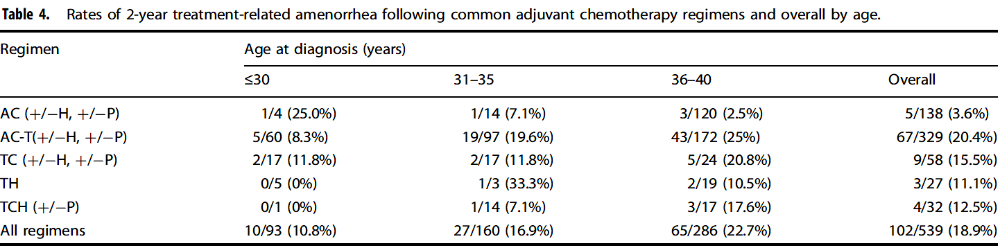 Table 4. Rates of 2-year treatment-related amenorrhea following common adjuvant chemotherapy regimens and overall by age.
Regimen Age at diagnosis (years)
≤30 31–35 36–40 Overall
AC (+/−H, +/−P) 1/4 (25.0%) 1/14 (7.1%) 3/120 (2.5%) 5/138 (3.6%)
AC-T(+/−H, +/−P) 5/60 (8.3%) 19/97 (19.6%) 43/172 (25%) 67/329 (20.4%)
TC (+/−H, +/−P) 2/17 (11.8%) 2/17 (11.8%) 5/24 (20.8%) 9/58 (15.5%)
TH 0/5 (0%) 1/3 (33.3%) 2/19 (10.5%) 3/27 (11.1%)
TCH (+/−P) 0/1 (0%) 1/14 (7.1%) 3/17 (17.6%) 4/32 (12.5%)
All regimens 10/93 (10.8%) 27/160 (16.9%) 65/286 (22.7%) 102/539 (18.9%)